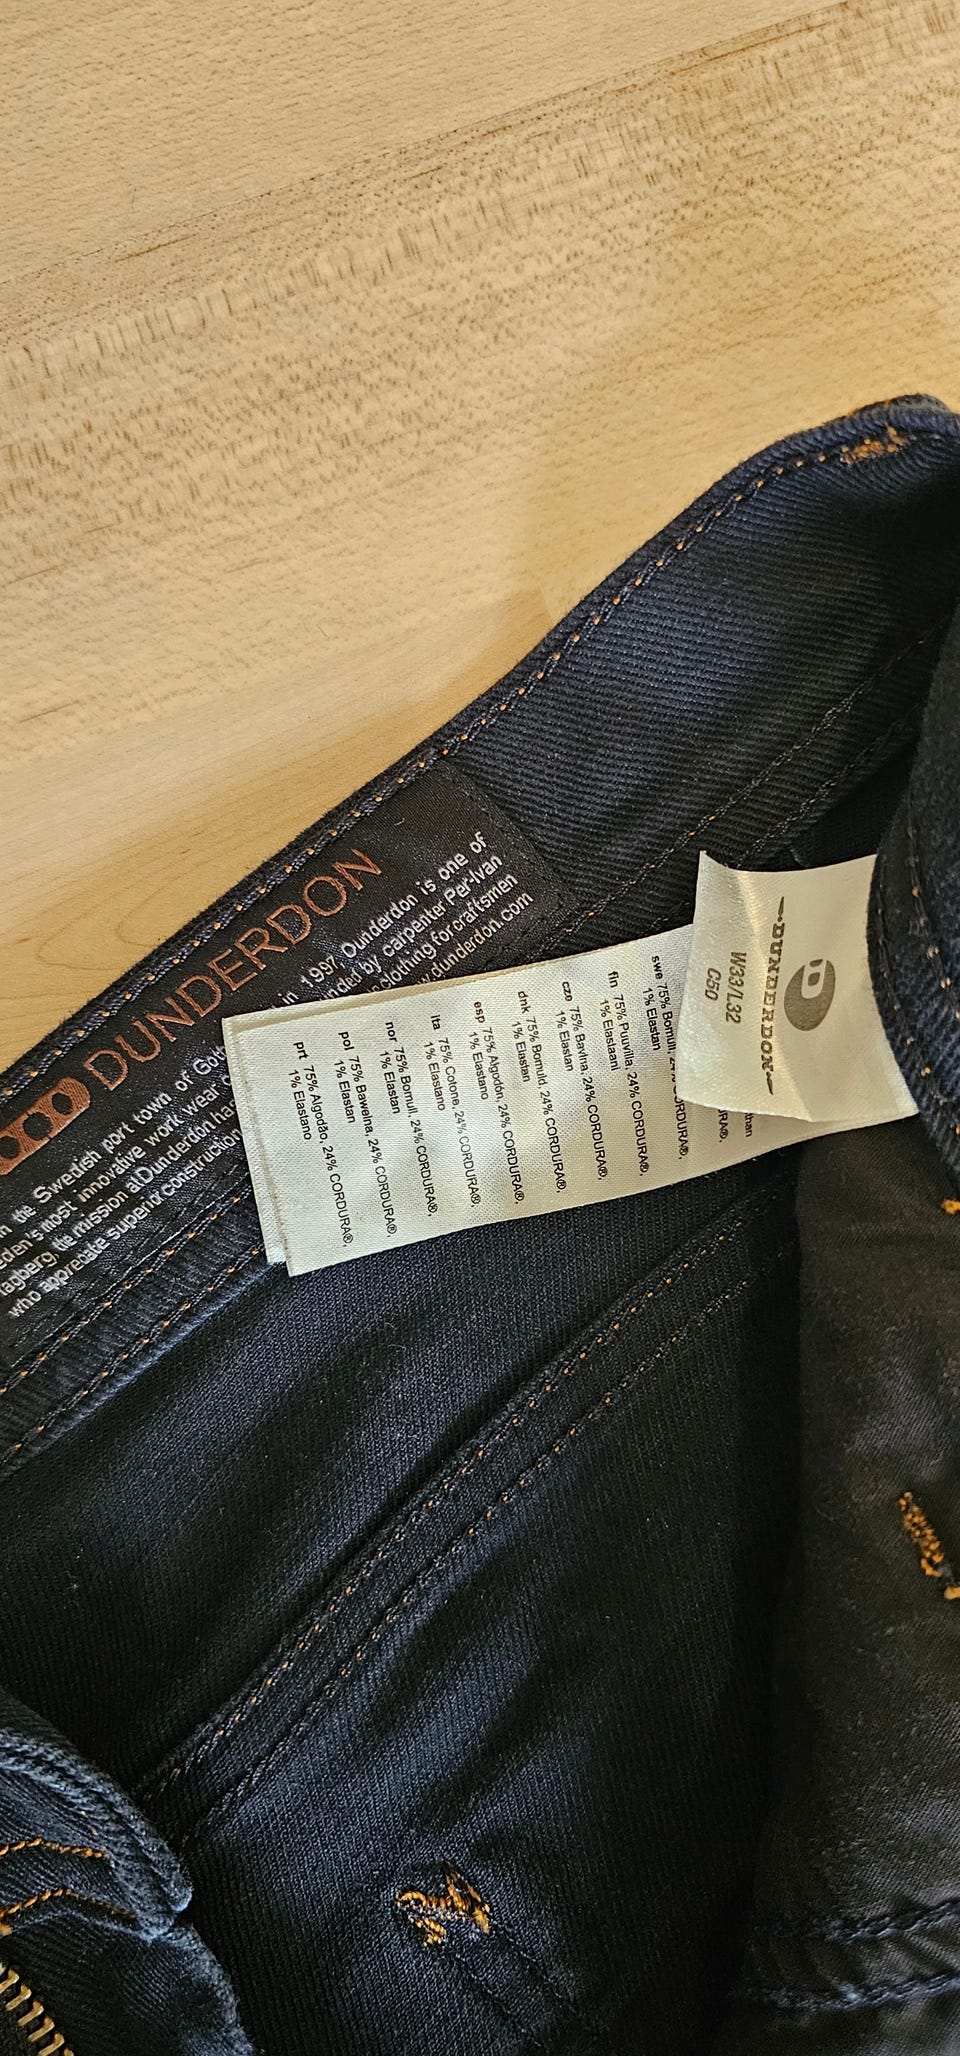 DUNDERDON
in 1997 Dunderdon is one of
by carpenter Per-Ivan
clothing for craftsmen
dunderdon.com
the Swedish port town of
most innovative work wear
the mission at Dunderdon has
who appreciate superior construction
DUNDERDON
W33/L32
C50
swe 75% Bomull,
1% Elastan
fin 75% Puuvilla, 24% CORDURA®,
1% Elastaani
cze 75% Bavlna, 24% CORDURA®,
1% Elastan
dnk 75% Bomuld, 24% CORDURA®,
1% Elastan
esp 75% Algodón, 24% CORDURA®,
1% Elastano
ita 75% Cotone, 24% CORDURA®,
1% Elastan
nor 75% Bomull, 24% CORDURA®,
1% Elastan
pol 75% Bawelna, 24% CORDURA®,
1% Elastan
prt 75% Algodão, 24% CORDURA®,
1% Elastano